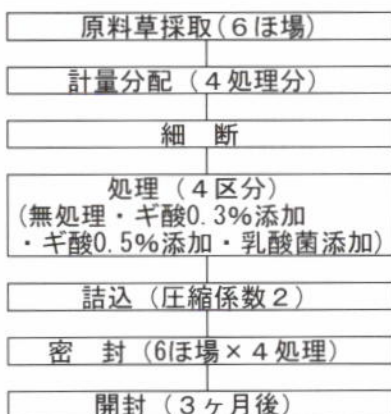 原料草採取(6ほ場)
計量分配(4処理分)
細 断
処理(4区分)
(無処理・ギ酸0.3%添加
・ギ酸0.5%添加・乳酸菌添加)
詰込(圧縮係数2)
密 封(6ほ場×4処理)
開封(3ヶ月後)